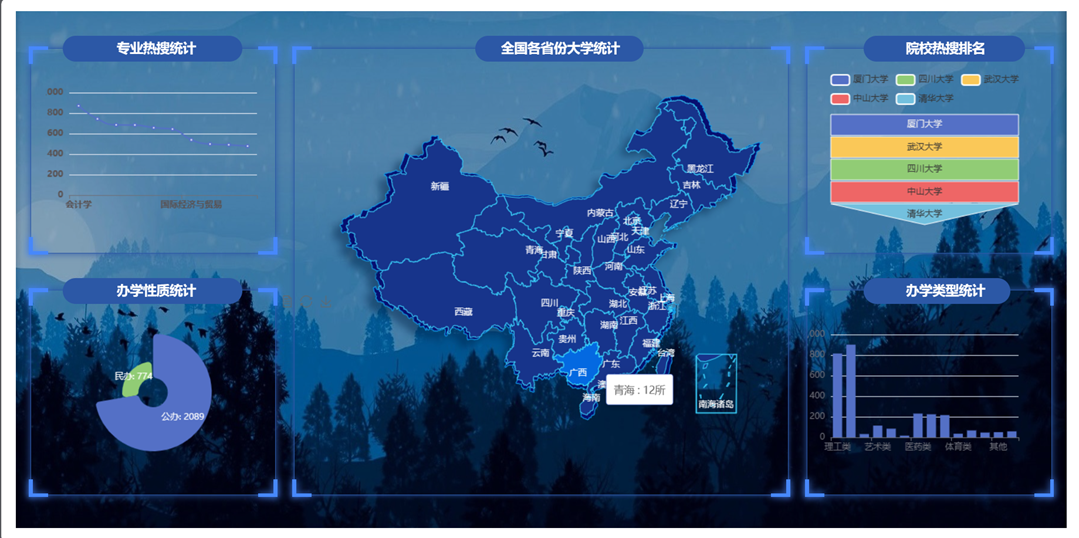 专业热搜统计
000
800
600
400
200
0
会计学 国际经济与贸易
办学性质统计
民办: 774
公办: 2089
全国各省份大学统计
黑龙江
吉林
新疆
辽宁
内蒙古
北京
天津
宁夏
山西 河北
青海 甘肃 山东
陕西 河南
安徽 江苏
四川 湖北 上海
西藏 重庆 浙江
湖南 江西
贵州 福建
云南 台湾
广西 广东
青海 : 12所
海南 南海诸岛
院校热搜排名
厦门大学 四川大学 武汉大学
中山大学 清华大学
厦门大学
武汉大学
四川大学
中山大学
清华大学
办学类型统计
000
800
600
400
200
0
理工类 艺术类 医药类 体育类 其他